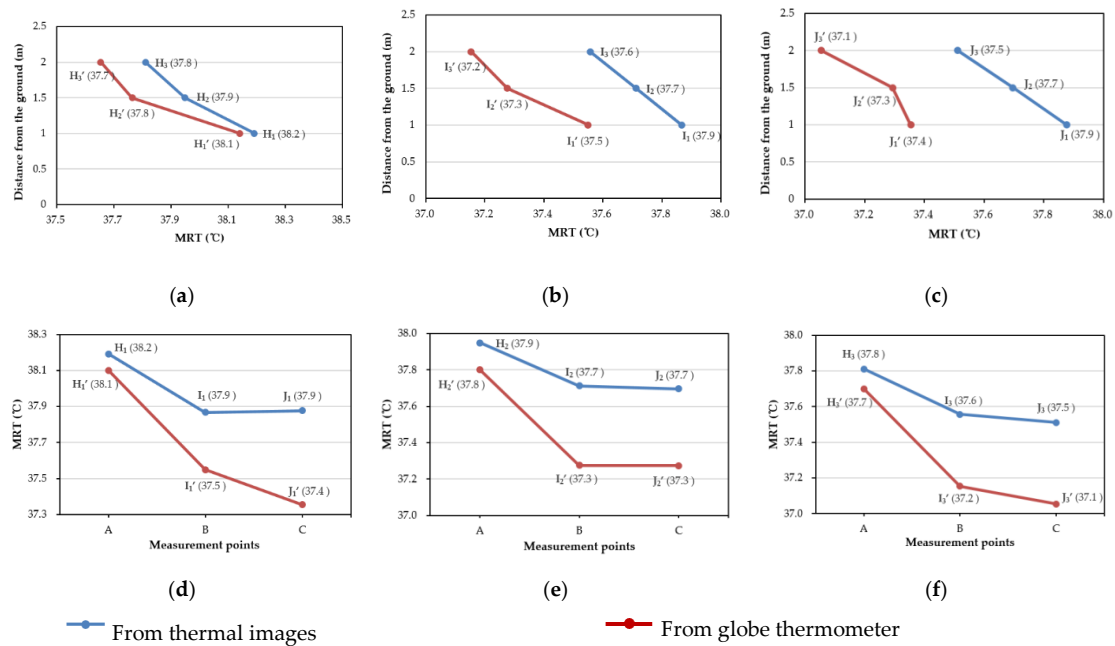 2.5
2
1.5
1
0.5
0
Distance from the ground (m)
H₃ (37.8 )
H₃′ (37.7 )
H₂ (37.9 )
H₂′ (37.8 )
H₁ (38.2 )
H₁′ (38.1 )
37.5 37.7 37.9 38.1 38.3 38.5
MRT (℃)
(a)
2.5
2
1.5
1
0.5
0
Distance from the ground (m)
I₃ (37.6 )
I₃′ (37.2 )
I₂ (37.7 )
I₂′ (37.3 )
I₁ (37.9 )
I₁′ (37.5 )
37.0 37.2 37.4 37.6 37.8 38.0
MRT (℃)
(b)
2.5
2
1.5
1
0.5
0
Distance from the ground (m)
J₃′ (37.1 )
J₃ (37.5 )
J₂ (37.7 )
J₂′ (37.3 )
J₁ (37.9 )
J₁′ (37.4 )
37.0 37.2 37.4 37.6 37.8 38.0
MRT (℃)
(c)
38.3
38.1
37.9
37.7
37.5
37.3
MRT (℃)
H₁ (38.2 )
H₁′ (38.1 )
I₁ (37.9 )
J₁ (37.9 )
I₁′ (37.5 )
J₁′ (37.4 )
A B C
Measurement points
(d)
38.0
37.8
37.6
37.4
37.2
37.0
MRT (℃)
H₂ (37.9 )
H₂′ (37.8 )
I₂ (37.7 )
J₂ (37.7 )
I₂′ (37.3 )
J₂′ (37.3 )
A B C
Measurement points
(e)
38.0
37.8
37.6
37.4
37.2
37.0
MRT (℃)
H₃ (37.8 )
H₃′ (37.7 )
I₃ (37.6 )
J₃ (37.5 )
I₃′ (37.2 )
J₃′ (37.1 )
A B C
Measurement points
(f)
From thermal images
From globe thermometer